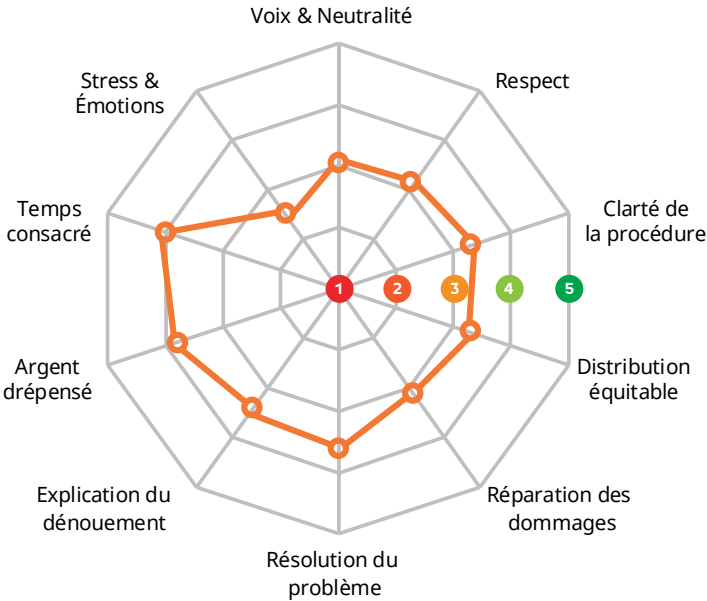 Voix & Neutralité
Stress &
Émotions
Respect
Temps
consacré
Clarté de
la procédure
1
2
3
4
5
Argent
drépensé
Distribution
équitable
Explication du
dénouement
Réparation des
dommages
Résolution du
problème